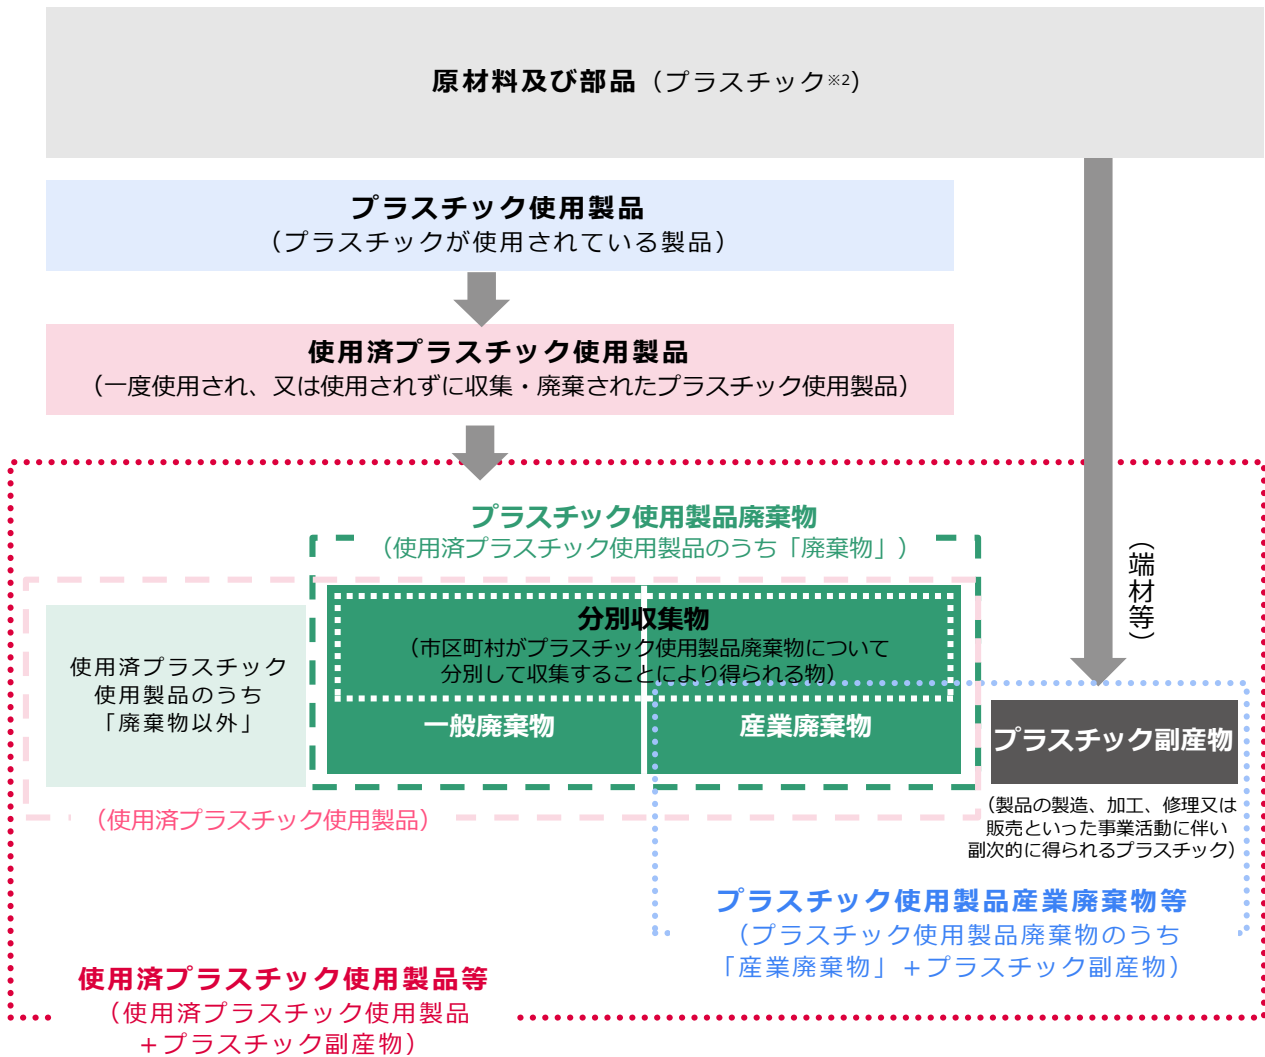 原材料及び部品（プラスチック※2）
プラスチック使用製品
（プラスチックが使用されている製品）
使用済プラスチック使用製品
（一度使用され、又は使用されずに収集・廃棄されたプラスチック使用製品）
プラスチック使用製品廃棄物
（使用済プラスチック使用製品のうち「廃棄物」）
（端材等）
分別収集物
（市区町村がプラスチック使用製品廃棄物について
分別して収集することにより得られる物）
使用済プラスチック
使用製品のうち
「廃棄物以外」
一般廃棄物
産業廃棄物
プラスチック副産物
（製品の製造、加工、修理又は
販売といった事業活動に伴い
副次的に得られるプラスチック）
（使用済プラスチック使用製品）
プラスチック使用製品産業廃棄物等
（プラスチック使用製品廃棄物のうち
「産業廃棄物」＋プラスチック副産物）
使用済プラスチック使用製品等
（使用済プラスチック使用製品
＋プラスチック副産物）